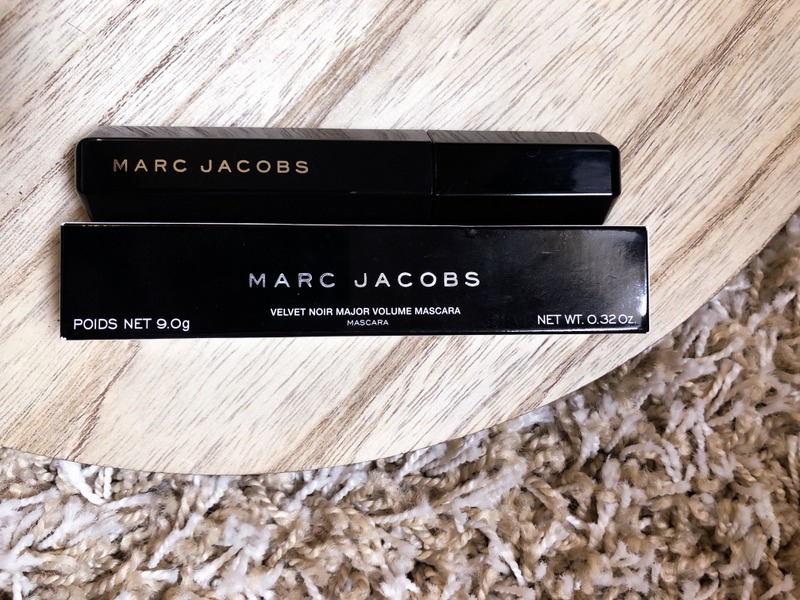 MARC JACOBS
MARC JACOBS
VELVET NOIR MAJOR VOLUME MASCARA
MASCARA
POIDS NET 9.0g
NET WT. 0.32 Oz.